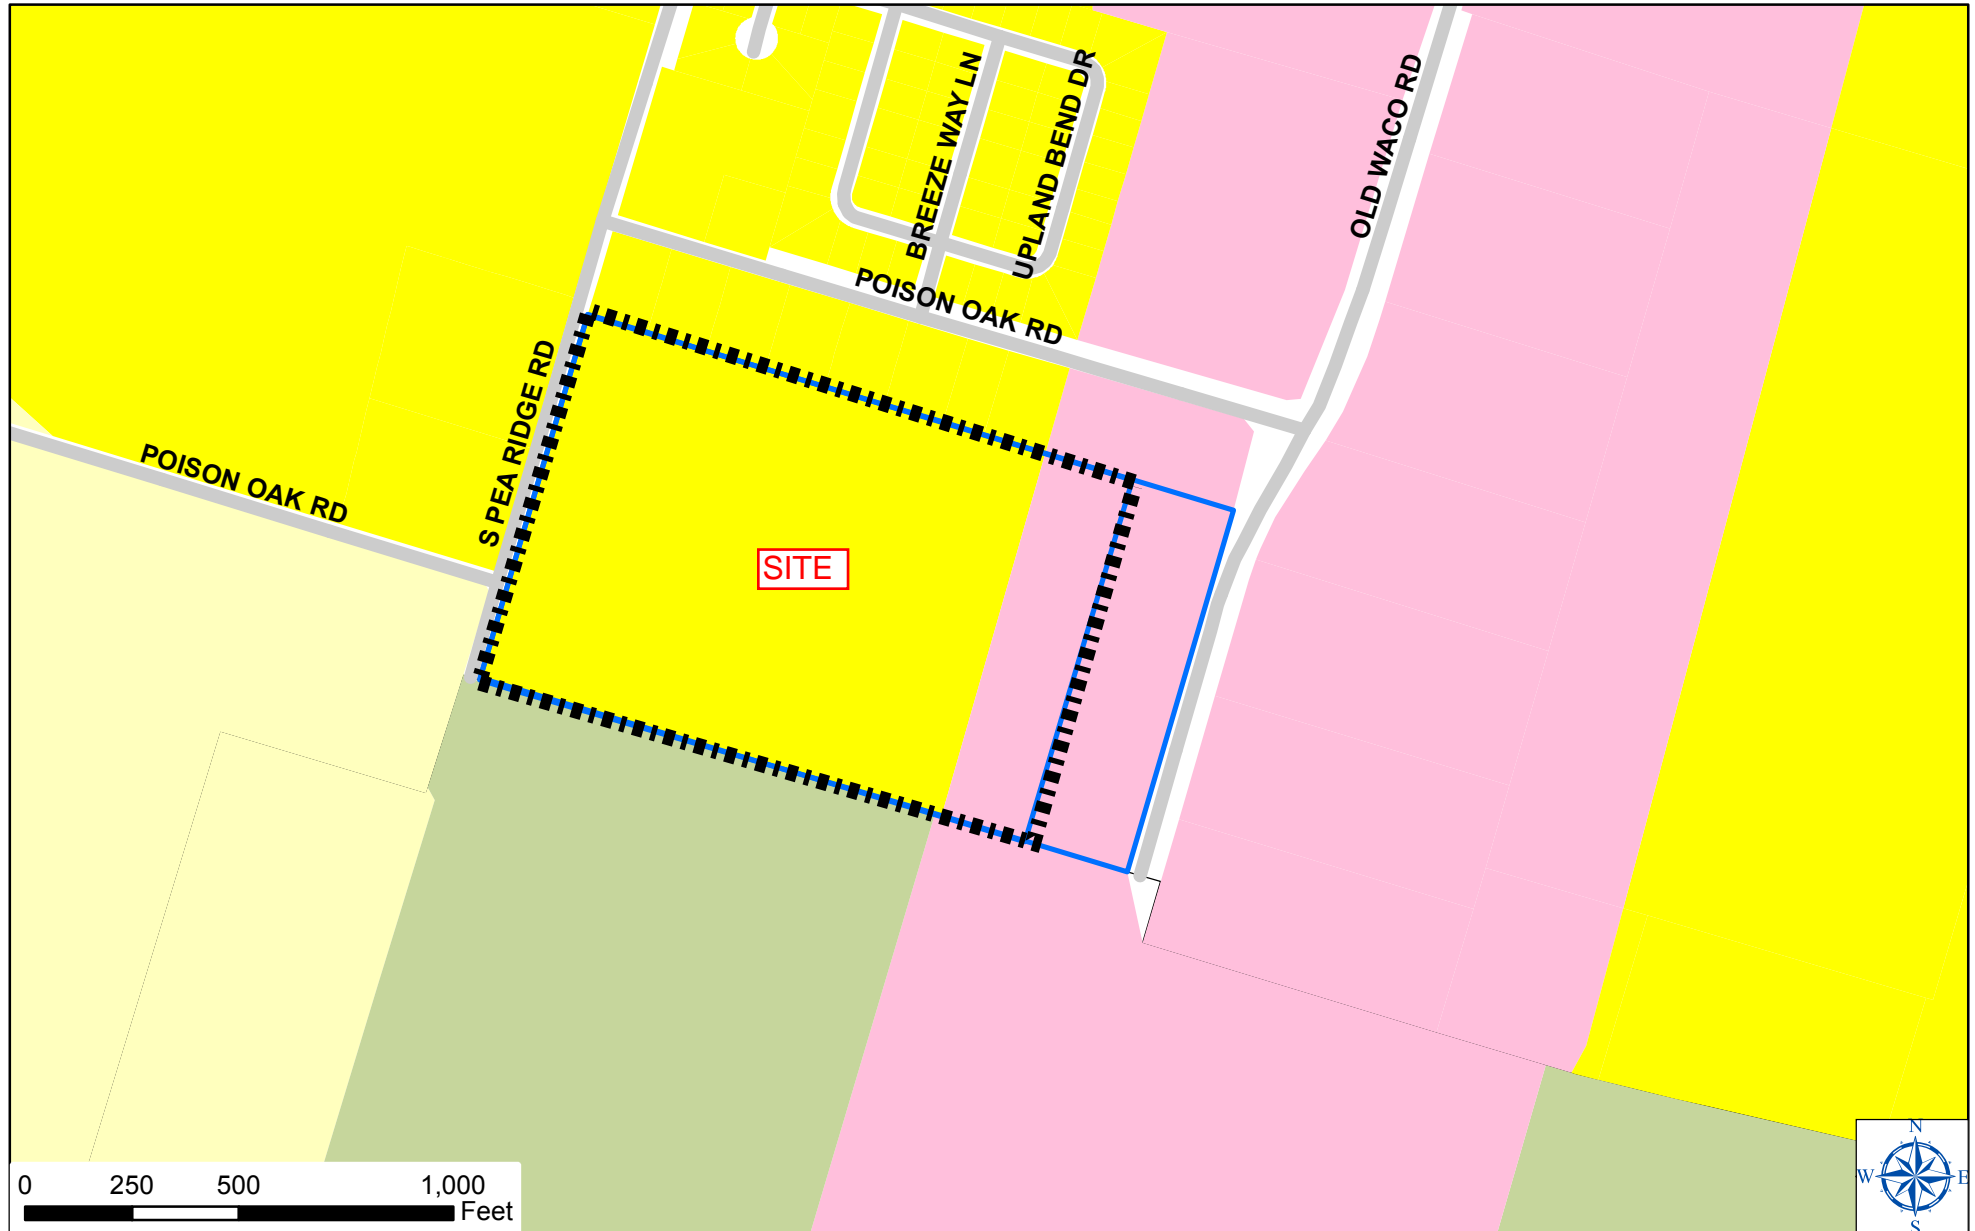 BREEZE WAY LN
UPLAND BEND DR
OLD WACO RD
POISON OAK RD
S PEA RIDGE RD
POISON OAK RD
SITE
0 250 500 1,000
Feet
N
W E
S